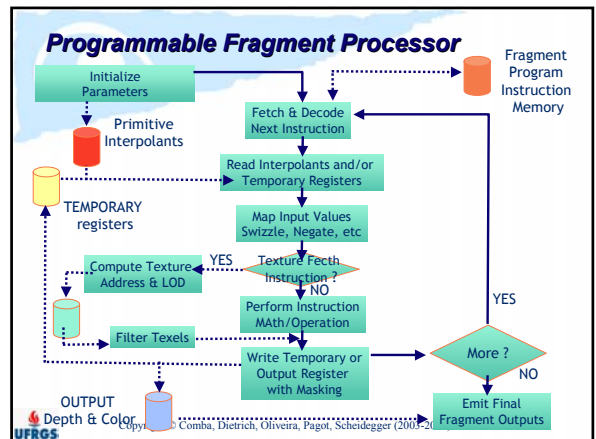 Programmable Fragment Processor
Initialize
Parameters
Fragment
Program
Instruction
Memory
Fetch & Decode
Next Instruction
Primitive
Interpolants
Read Interpolants and/or
Temporary Registers
TEMPORARY
registers
Map Input Values
Swizzle, Negate, etc
Texture Fecth
Instruction ?
YES
Compute Texture
Address & LOD
NO
Perform Instruction
MAth/Operation
YES
Filter Texels
Write Temporary or
Output Register
with Masking
More ?
NO
OUTPUT
Depth & Color
Emit Final
Fragment Outputs
Comba, Dietrich, Oliveira, Pagot, Scheidegger
UFRGS